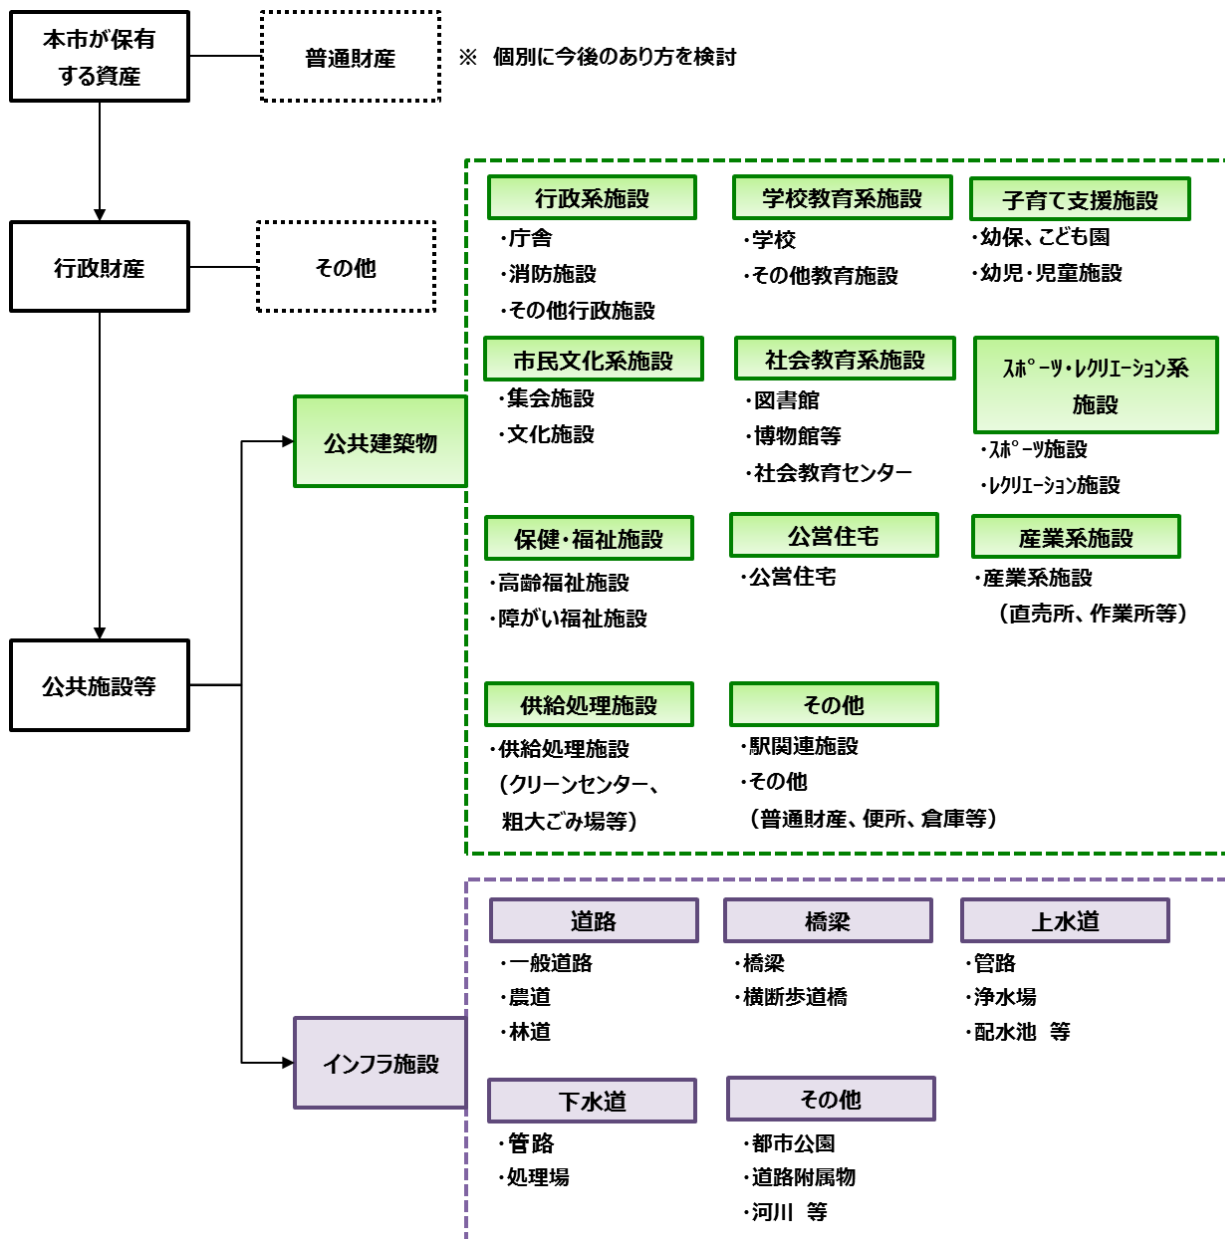 本市が保有
する資産
普通財産
※ 個別に今後のあり方を検討
行政財産
その他
公共施設等
公共建築物
行政系施設
・庁舎
・消防施設
・その他行政施設
学校教育系施設
・学校
・その他教育施設
子育て支援施設
・幼保、こども園
・幼児・児童施設
市民文化系施設
・集会施設
・文化施設
社会教育系施設
・図書館
・博物館等
・社会教育センター
ｽﾎﾟｰﾂ・ﾚｸﾘｴｰｼｮﾝ系
施設
・ｽﾎﾟｰﾂ施設
・ﾚｸﾘｴｰｼｮﾝ施設
保健・福祉施設
・高齢福祉施設
・障がい福祉施設
公営住宅
・公営住宅
産業系施設
・産業系施設
（直売所、作業所等）
供給処理施設
・供給処理施設
（クリーンセンター、
粗大ごみ場等）
その他
・駅関連施設
・その他
（普通財産、便所、倉庫等）
インフラ施設
道路
・一般道路
・農道
・林道
橋梁
・橋梁
・横断歩道橋
上水道
・管路
・浄水場
・配水池 等
下水道
・管路
・処理場
その他
・都市公園
・道路附属物
・河川 等